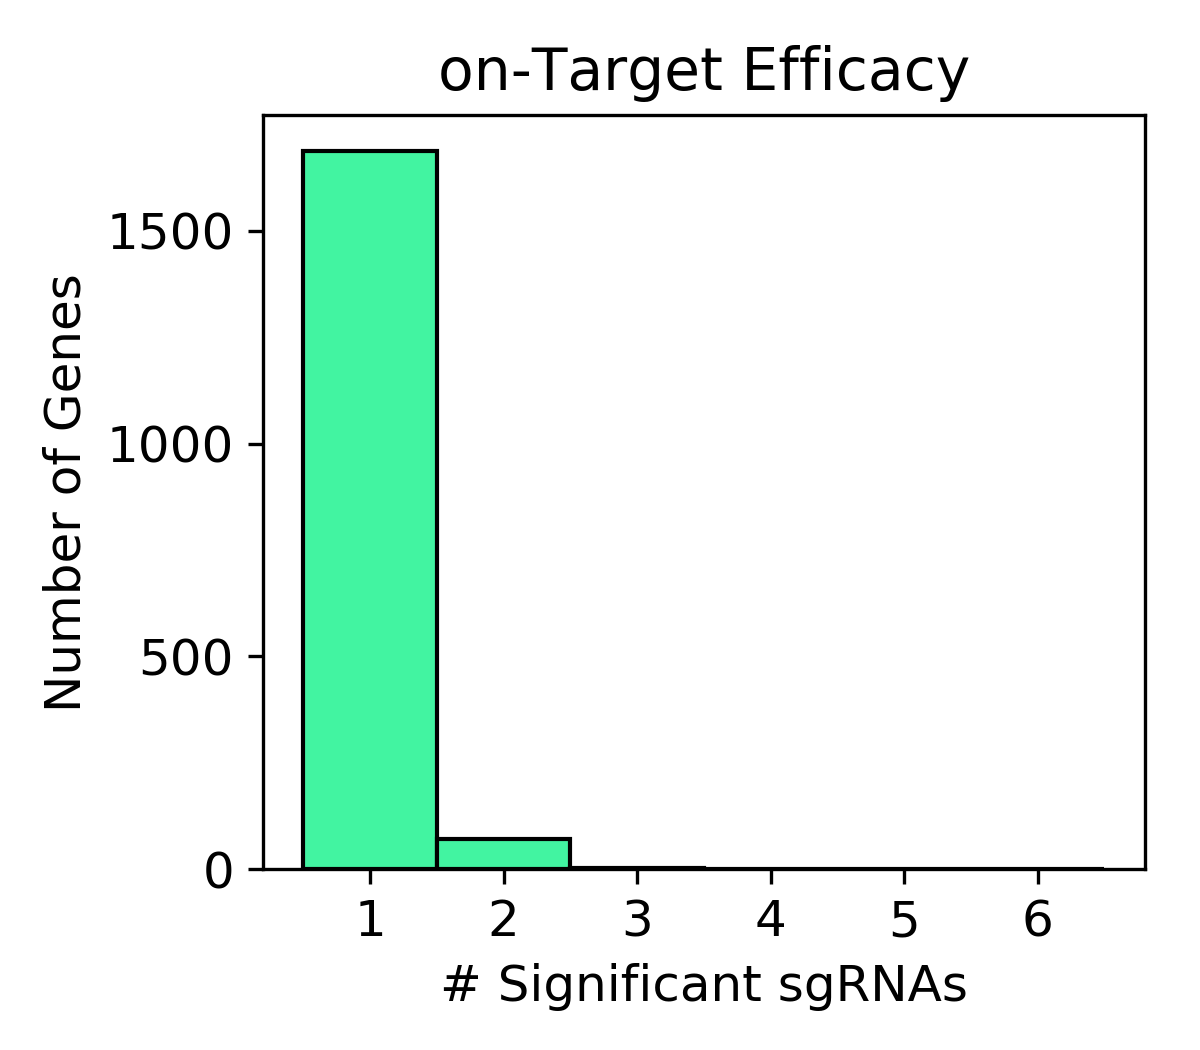 on-Target Efficacy
Number of Genes
1500
1000
500
0
1 2 3 4 5 6
# Significant sgRNAs